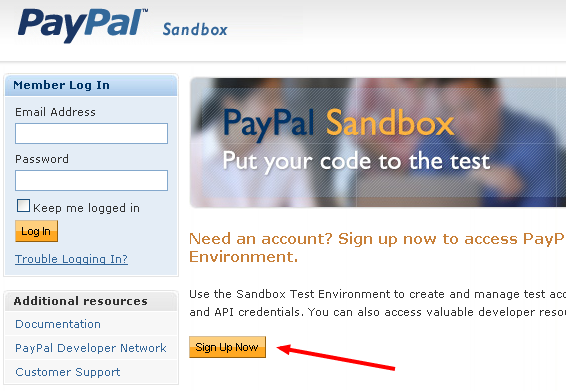 PayPal™ Sandbox
Member Log In
Email Address
Password
Keep me logged in
Log In
Trouble Logging In?
Additional resources
Documentation
PayPal Developer Network
Customer Support
PayPal Sandbox
Put your code to the test
Need an account? Sign up now to access PayP
Environment.
Use the Sandbox Test Environment to create and manage test acc
and API credentials. You can also access valuable developer resou
Sign Up Now